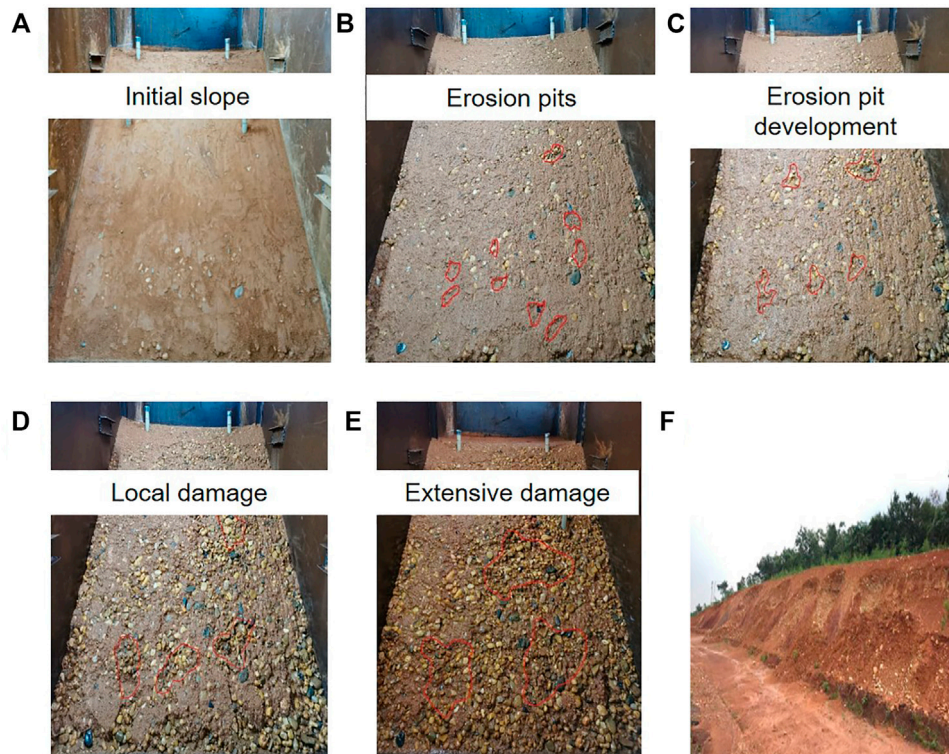 A
Initial slope
B
Erosion pits
C
Erosion pit
development
D
Local damage
E
Extensive damage
F